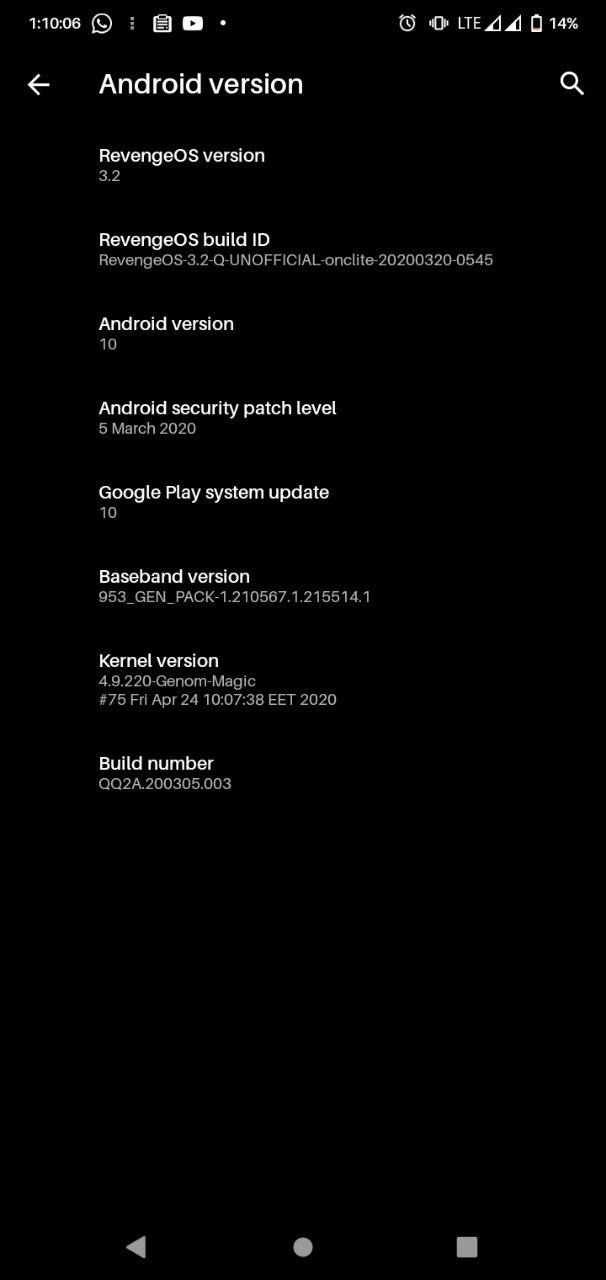 1:10:06 LTE 14%
Android version
RevengeOS version
3.2
RevengeOS build ID
RevengeOS-3.2-Q-UNOFFICIAL-onclite-20200320-0545
Android version
10
Android security patch level
5 March 2020
Google Play system update
10
Baseband version
953_GEN_PACK-1.210567.1.215514.1
Kernel version
4.9.220-Genom-Magic
#75 Fri Apr 24 10:07:38 EET 2020
Build number
QQ2A.200305.003